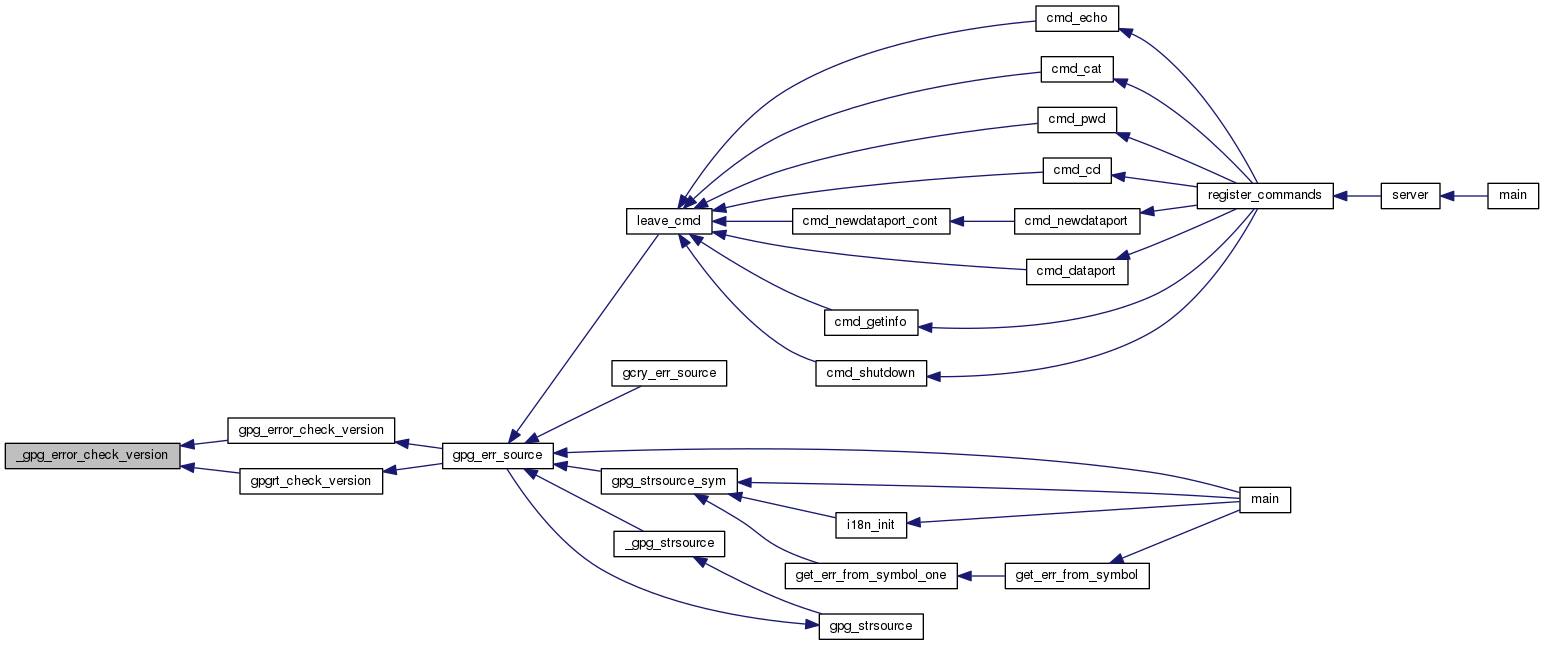 cmd_echo
cmd_cat
cmd_pwd
cmd_cd
register_commands
server
main
leave_cmd
cmd_newdataport_cont
cmd_newdataport
cmd_dataport
cmd_getinfo
cmd_shutdown
gcry_err_source
gpg_error_check_version
_gpg_error_check_version
gpg_err_source
gpgrt_check_version
gpg_strsource_sym
main
i18n_init
_gpg_strsource
get_err_from_symbol_one
get_err_from_symbol
gpg_strsource